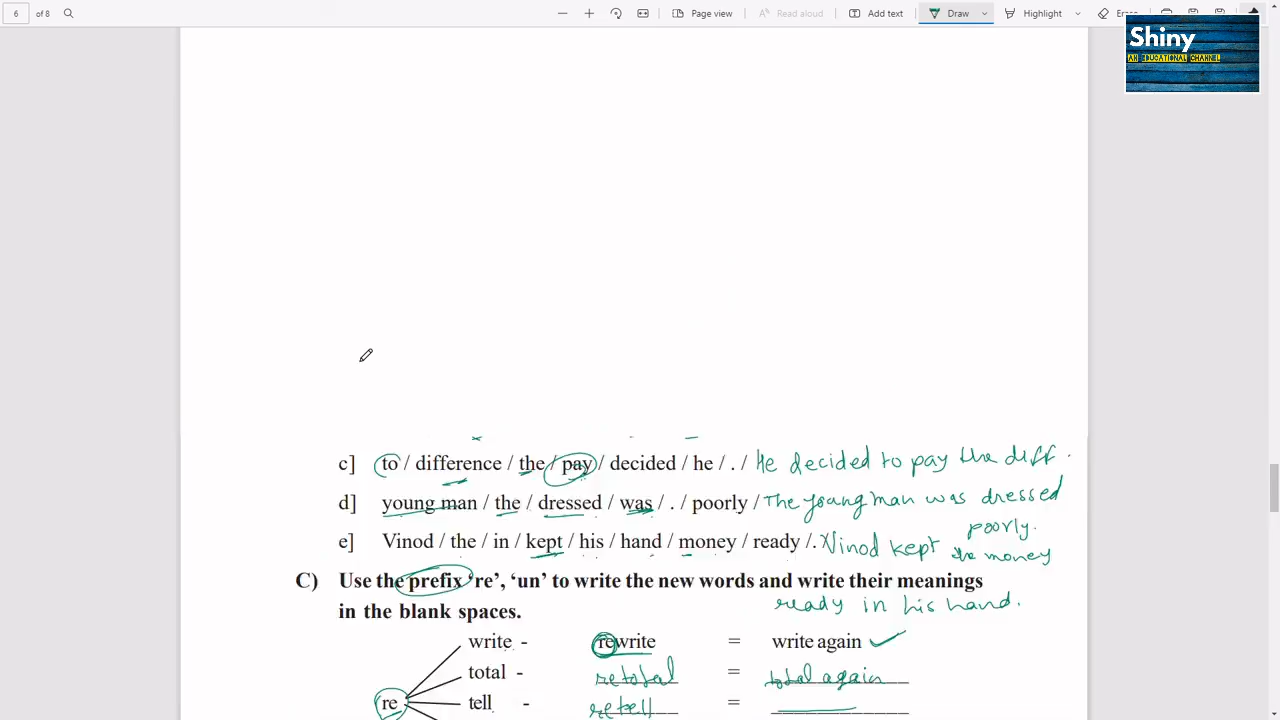 6 of 8 Page view Read aloud Add text Draw Highlight
Shiny
AN EDUCATIONAL CHANNEL
c] to / difference / the / pay / decided / he / . / He decided to pay the diff.
d] young man / the / dressed / was / . / poorly / The young man was dressed
poorly.
e] Vinod / the / in / kept / his / hand / money / ready /. Vinod kept the money
C) Use the prefix 're', 'un' to write the new words and write their meanings
ready in his hand.
in the blank spaces.
write - rewrite = write again
total - retotal = total again
re tell - retell =